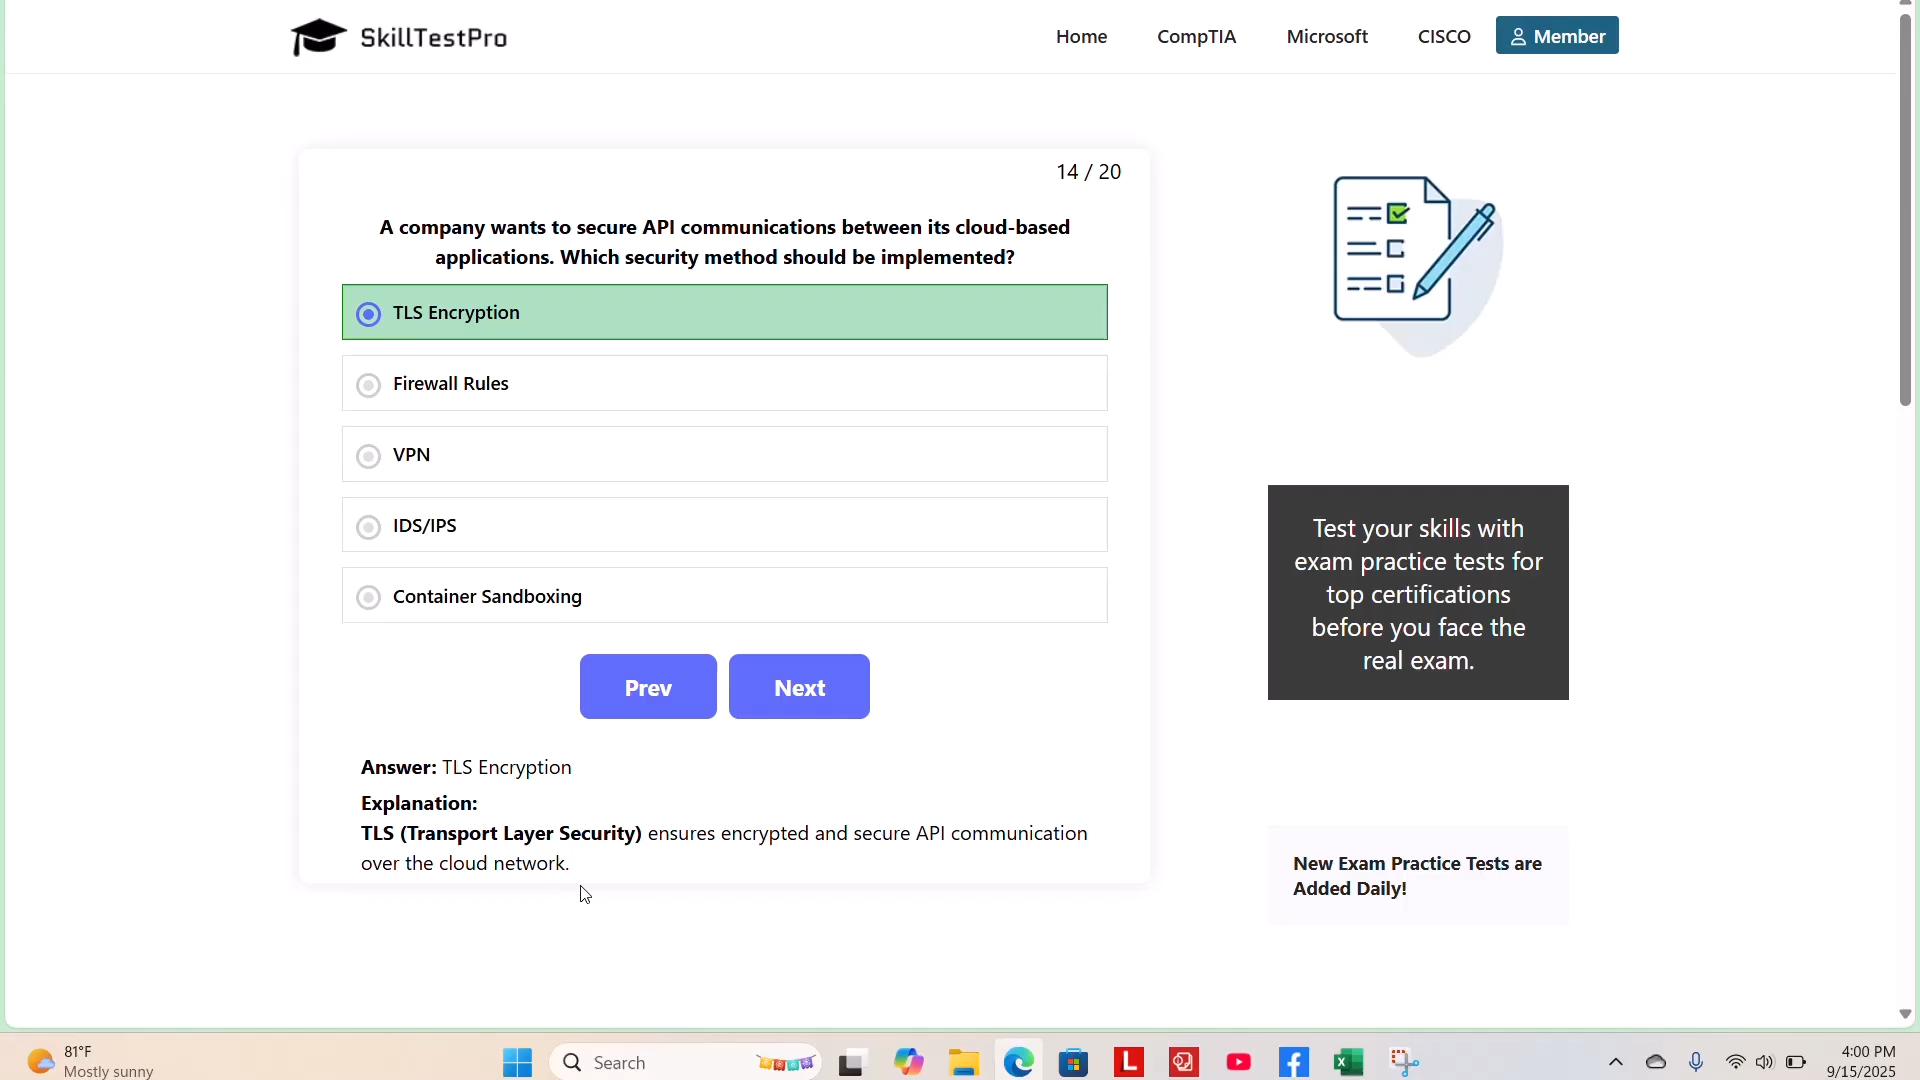 SkillTestPro
Home
CompTIA
Microsoft
CISCO
Member
14 / 20
A company wants to secure API communications between its cloud-based
applications. Which security method should be implemented?
TLS Encryption
Firewall Rules
VPN
IDS/IPS
Container Sandboxing
Prev
Next
Answer: TLS Encryption
Explanation:
TLS (Transport Layer Security) ensures encrypted and secure API communication
over the cloud network.
Test your skills with
exam practice tests for
top certifications
before you face the
real exam.
New Exam Practice Tests are
Added Daily!
81°F
Mostly sunny
Search
L
4:00 PM
9/15/2025